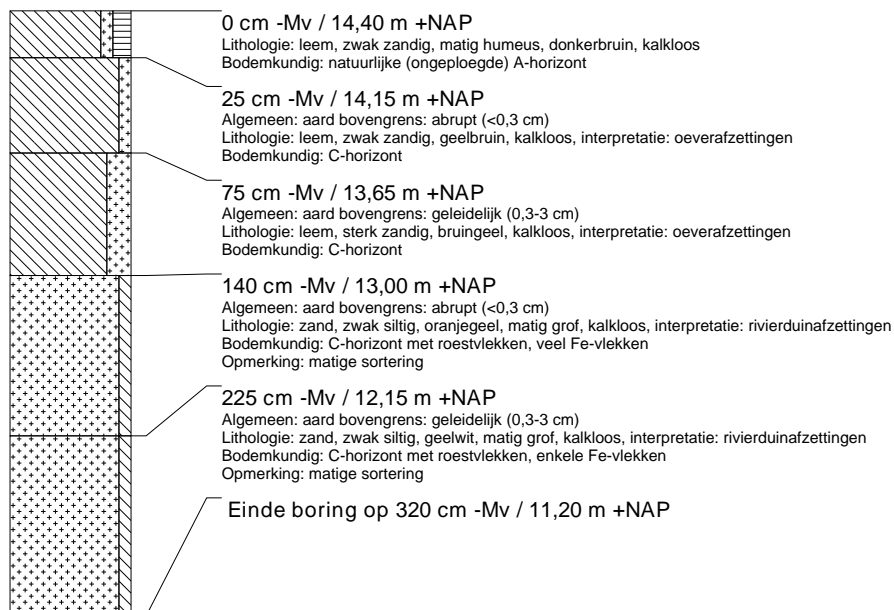 0 cm -Mv / 14,40 m +NAP
Lithologie: leem, zwak zandig, matig humeus, donkerbruin, kalkloos
Bodemkundig: natuurlijke (ongeploegde) A-horizont
25 cm -Mv / 14,15 m +NAP
Algemeen: aard bovengrens: abrupt (<0,3 cm)
Lithologie: leem, zwak zandig, geelbruin, kalkloos, interpretatie: oeverafzettingen
Bodemkundig: C-horizont
75 cm -Mv / 13,65 m +NAP
Algemeen: aard bovengrens: geleidelijk (0,3-3 cm)
Lithologie: leem, sterk zandig, bruingeel, kalkloos, interpretatie: oeverafzettingen
Bodemkundig: C-horizont
140 cm -Mv / 13,00 m +NAP
Algemeen: aard bovengrens: abrupt (<0,3 cm)
Lithologie: zand, zwak siltig, oranjegeel, matig grof, kalkloos, interpretatie: rivierduinafzettingen
Bodemkundig: C-horizont met roestvlekken, veel Fe-vlekken
Opmerking: matige sortering
225 cm -Mv / 12,15 m +NAP
Algemeen: aard bovengrens: geleidelijk (0,3-3 cm)
Lithologie: zand, zwak siltig, geelwit, matig grof, kalkloos, interpretatie: rivierduinafzettingen
Bodemkundig: C-horizont met roestvlekken, enkele Fe-vlekken
Opmerking: matige sortering
Einde boring op 320 cm -Mv / 11,20 m +NAP